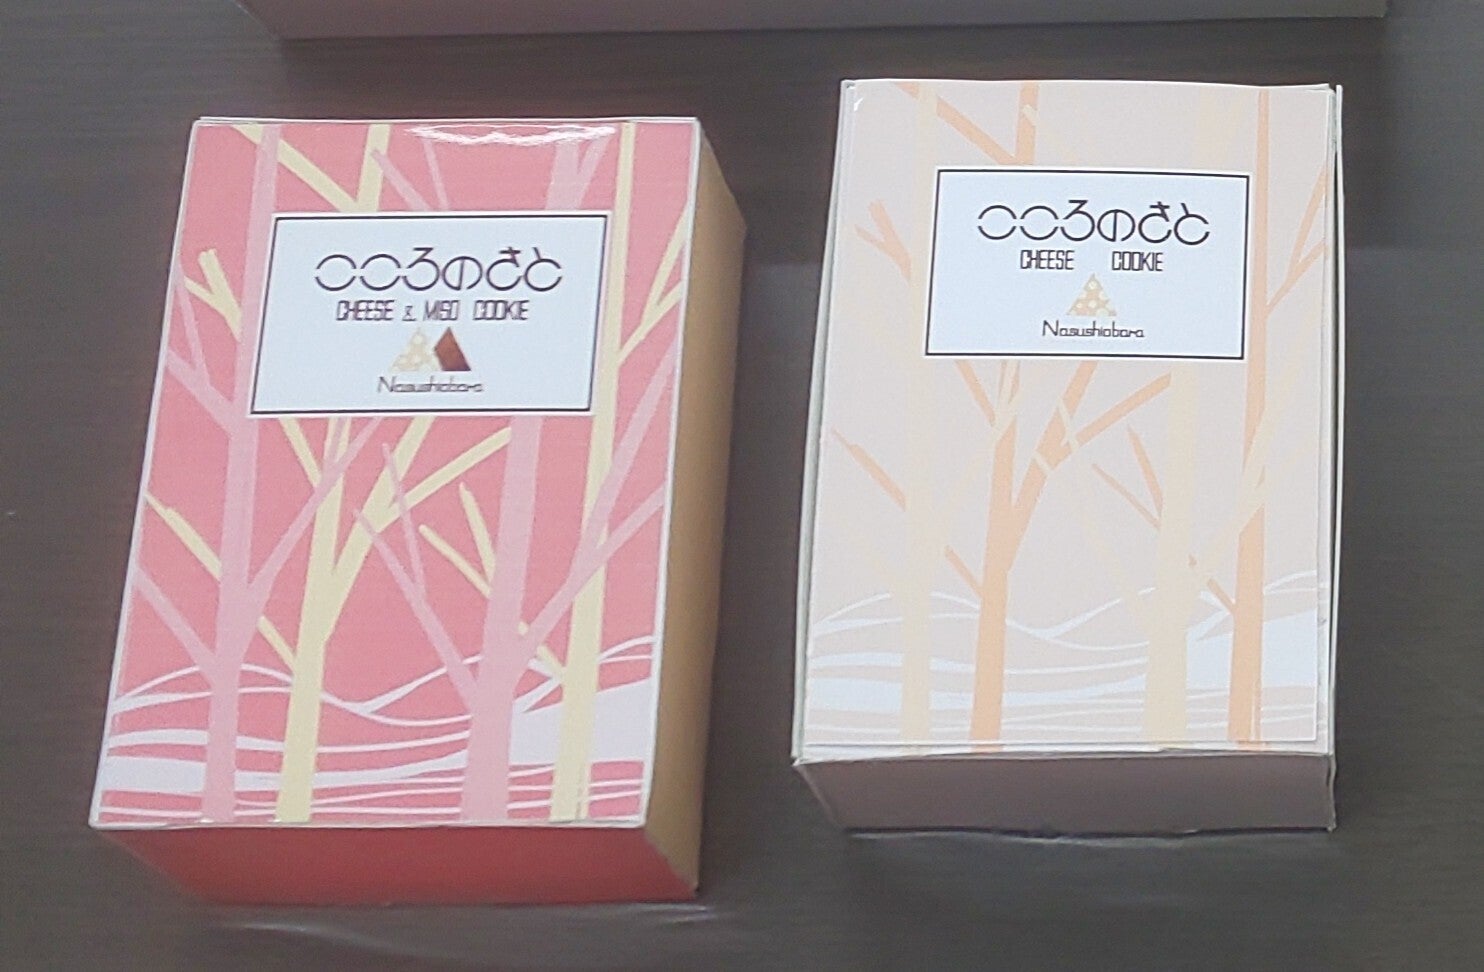 こころのさと
CHEESE & MISO COOKIE
Nasushiobara
こころのさと
CHEESE COOKIE
Nasushiobara